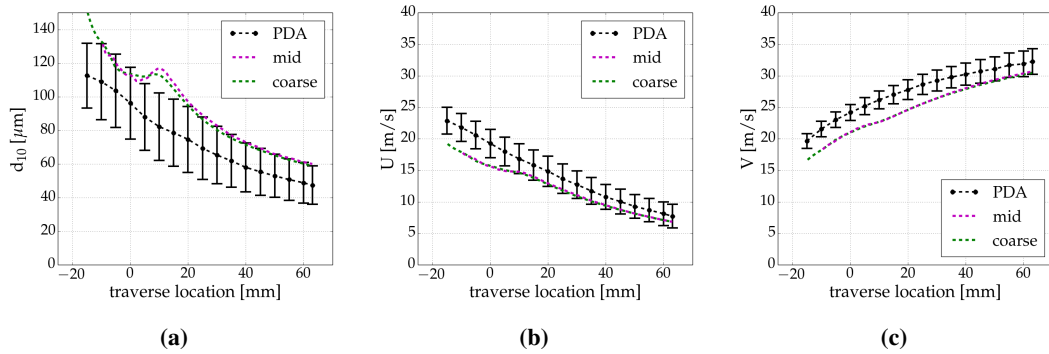 140
120
100
80
60
40
20
0
d10 [µm]
PDA
mid
coarse
−20 0 20 40 60
traverse location [mm]
(a)
40
35
30
25
20
15
10
5
0
U [m/s]
PDA
mid
coarse
−20 0 20 40 60
traverse location [mm]
(b)
40
35
30
25
20
15
10
5
0
V [m/s]
PDA
mid
coarse
−20 0 20 40 60
traverse location [mm]
(c)